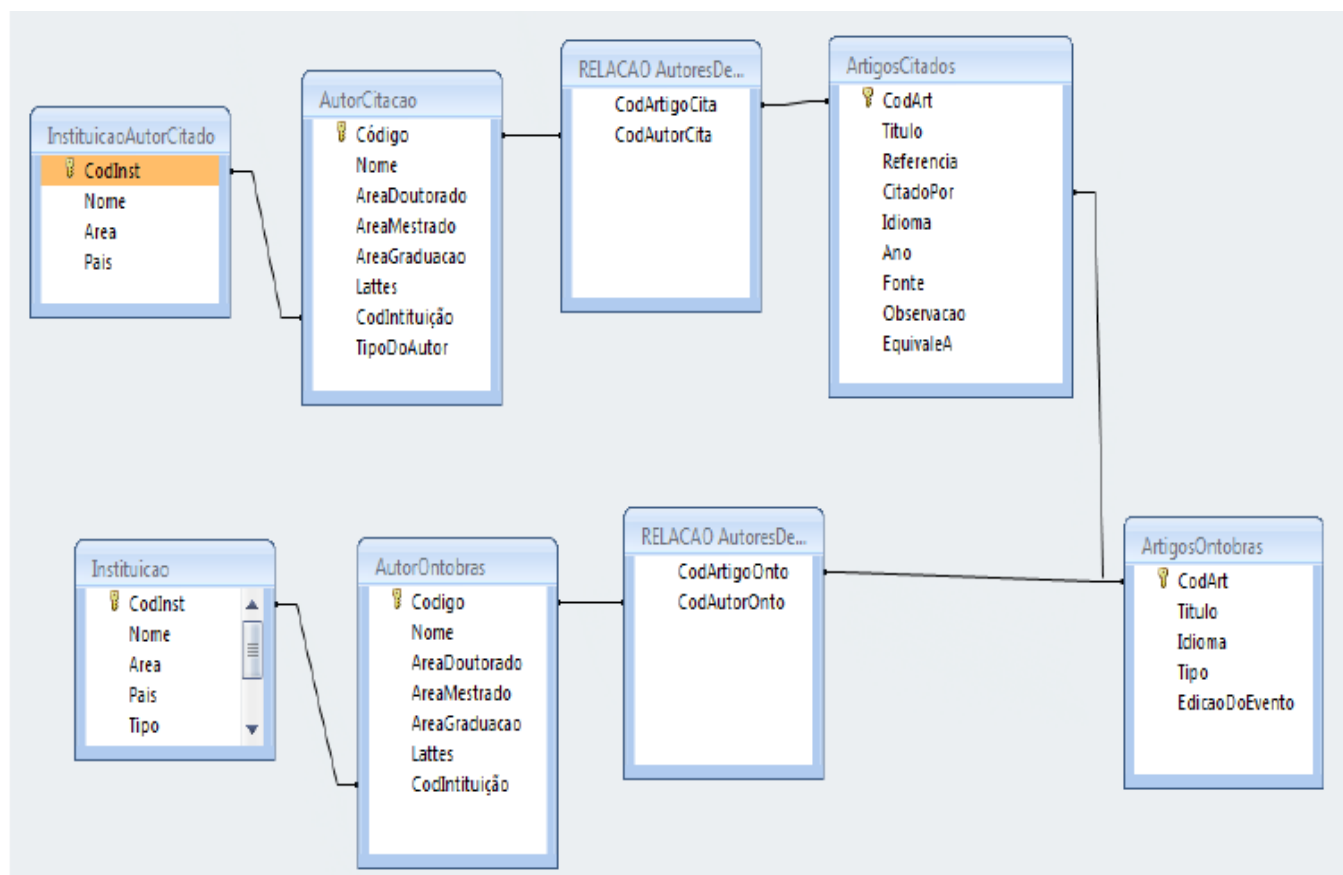 InstituicaoAutorCitado
CodInst
Nome
Area
Pais
AutorCitacao
Código
Nome
AreaDoutorado
AreaMestrado
AreaGraduacao
Lattes
CodIntituição
TipoDoAutor
RELACAO AutoresDe...
CodArtigoCita
CodAutorCita
ArtigosCitados
CodArt
Titulo
Referencia
CitadoPor
Idioma
Ano
Fonte
Observacao
EquivaleA
Instituicao
CodInst
Nome
Area
Pais
Tipo
AutorOntobras
Codigo
Nome
AreaDoutorado
AreaMestrado
AreaGraduacao
Lattes
CodIntituição
RELACAO AutoresDe...
CodArtigoOnto
CodAutorOnto
ArtigosOntobras
CodArt
Titulo
Idioma
Tipo
EdicaoDoEvento